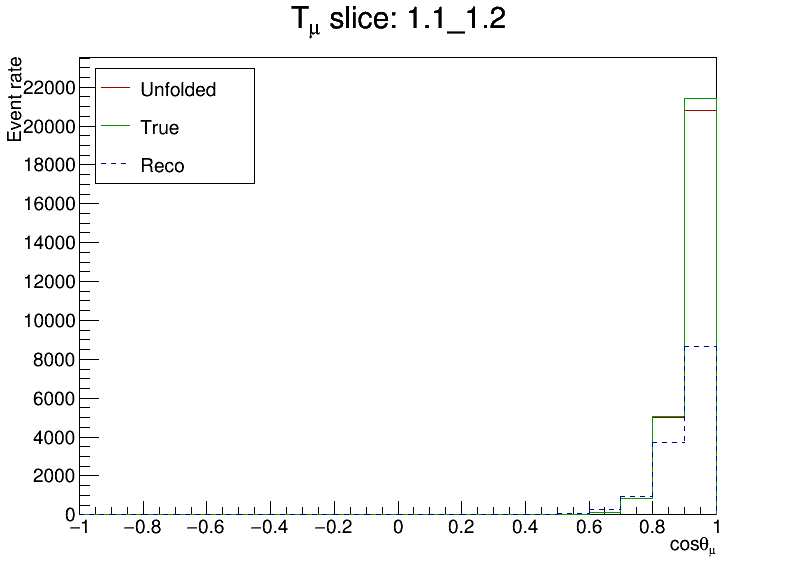 Tμ slice: 1.1_1.2
Event rate
Unfolded
True
Reco
22000
20000
18000
16000
14000
12000
10000
8000
6000
4000
2000
0
−1 −0.8 −0.6 −0.4 −0.2 0 0.2 0.4 0.6 0.8 1
cosθμ